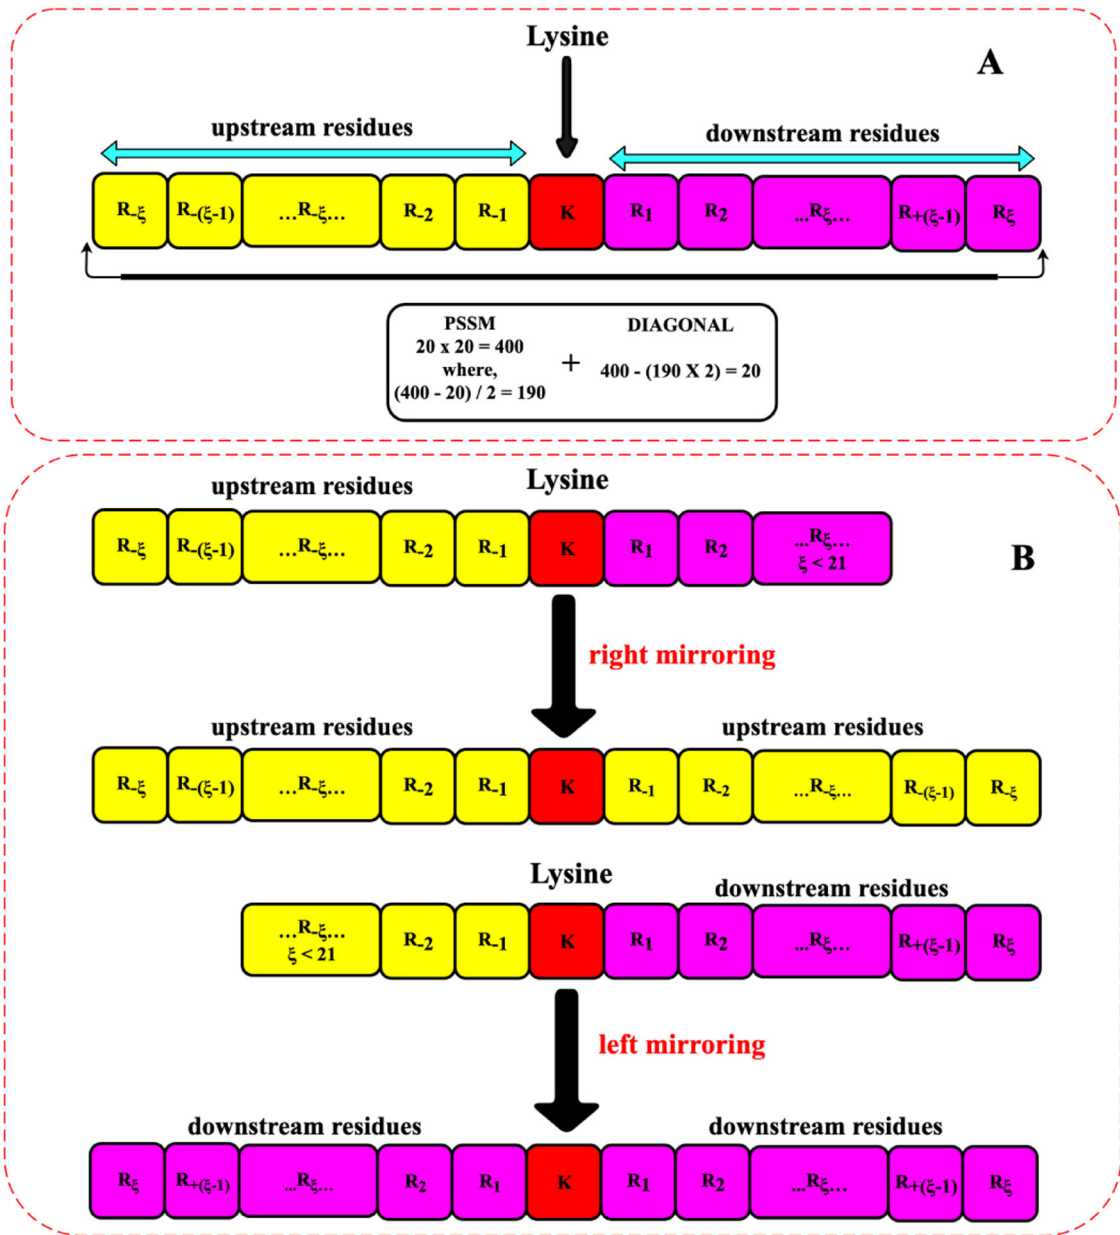 Lysine
A
upstream residues
downstream residues
R-ξ R-(ξ-1) ...R-ξ... R-2 R-1 K R1 R2 ...Rξ... R+(ξ-1) Rξ
PSSM
20 x 20 = 400
where,
(400 - 20) / 2 = 190
+
DIAGONAL
400 - (190 X 2) = 20
Lysine
upstream residues
B
R-ξ R-(ξ-1) ...R-ξ... R-2 R-1 K R1 R2 ...Rξ...
ξ < 21
right mirroring
upstream residues
upstream residues
R-ξ R-(ξ-1) ...R-ξ... R-2 R-1 K R-1 R-2 ...R-ξ... R-(ξ-1) R-ξ
Lysine
downstream residues
...R-ξ... R-2 R-1 K R1 R2 ...Rξ... R+(ξ-1) Rξ
ξ < 21
left mirroring
downstream residues
downstream residues
Rξ R+(ξ-1) ...Rξ... R2 R1 K R1 R2 ...Rξ... R+(ξ-1) Rξ